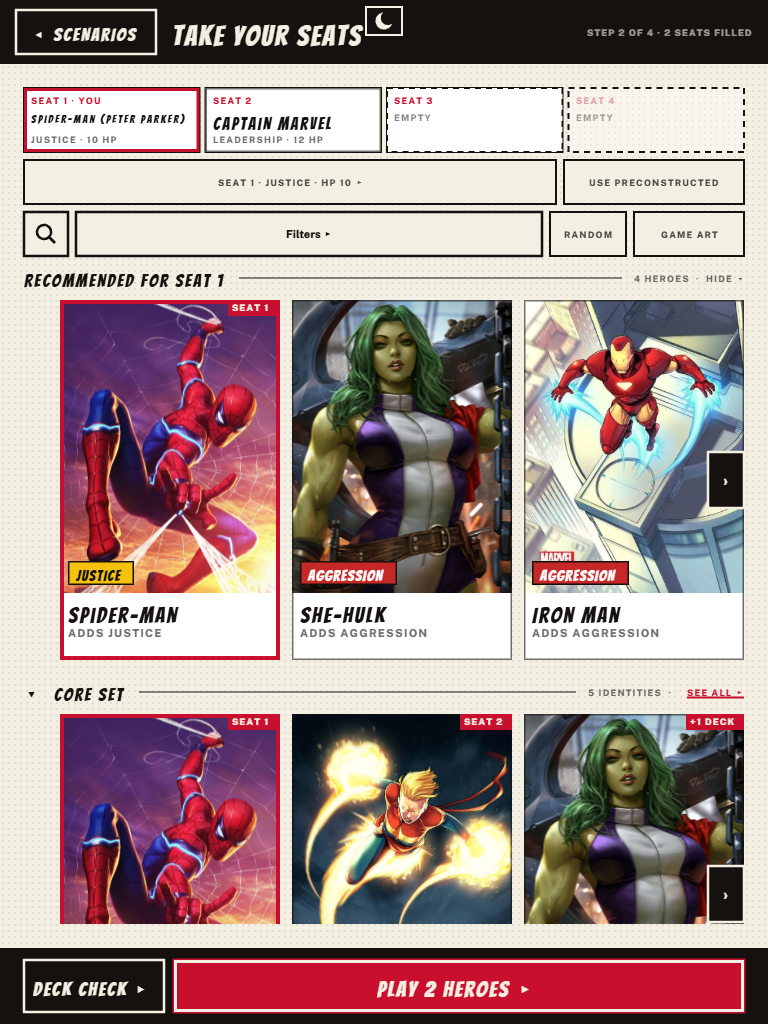 ◂ SCENARIOS
TAKE YOUR SEATS
STEP 2 OF 4 · 2 SEATS FILLED
SEAT 1 · YOU
SPIDER-MAN (PETER PARKER)
JUSTICE · 10 HP
SEAT 2
CAPTAIN MARVEL
LEADERSHIP · 12 HP
SEAT 3
EMPTY
SEAT 4
EMPTY
SEAT 1 · JUSTICE · HP 10 ▸
USE PRECONSTRUCTED
Filters ▸
RANDOM
GAME ART
RECOMMENDED FOR SEAT 1
4 HEROES · HIDE ▾
SEAT 1
JUSTICE
SPIDER-MAN
ADDS JUSTICE
AGGRESSION
SHE-HULK
ADDS AGGRESSION
MARVEL
AGGRESSION
IRON MAN
ADDS AGGRESSION
›
▾ CORE SET
5 IDENTITIES ·
SEE ALL ▸
SEAT 1
SEAT 2
+1 DECK
›
DECK CHECK ▸
PLAY 2 HEROES ▸